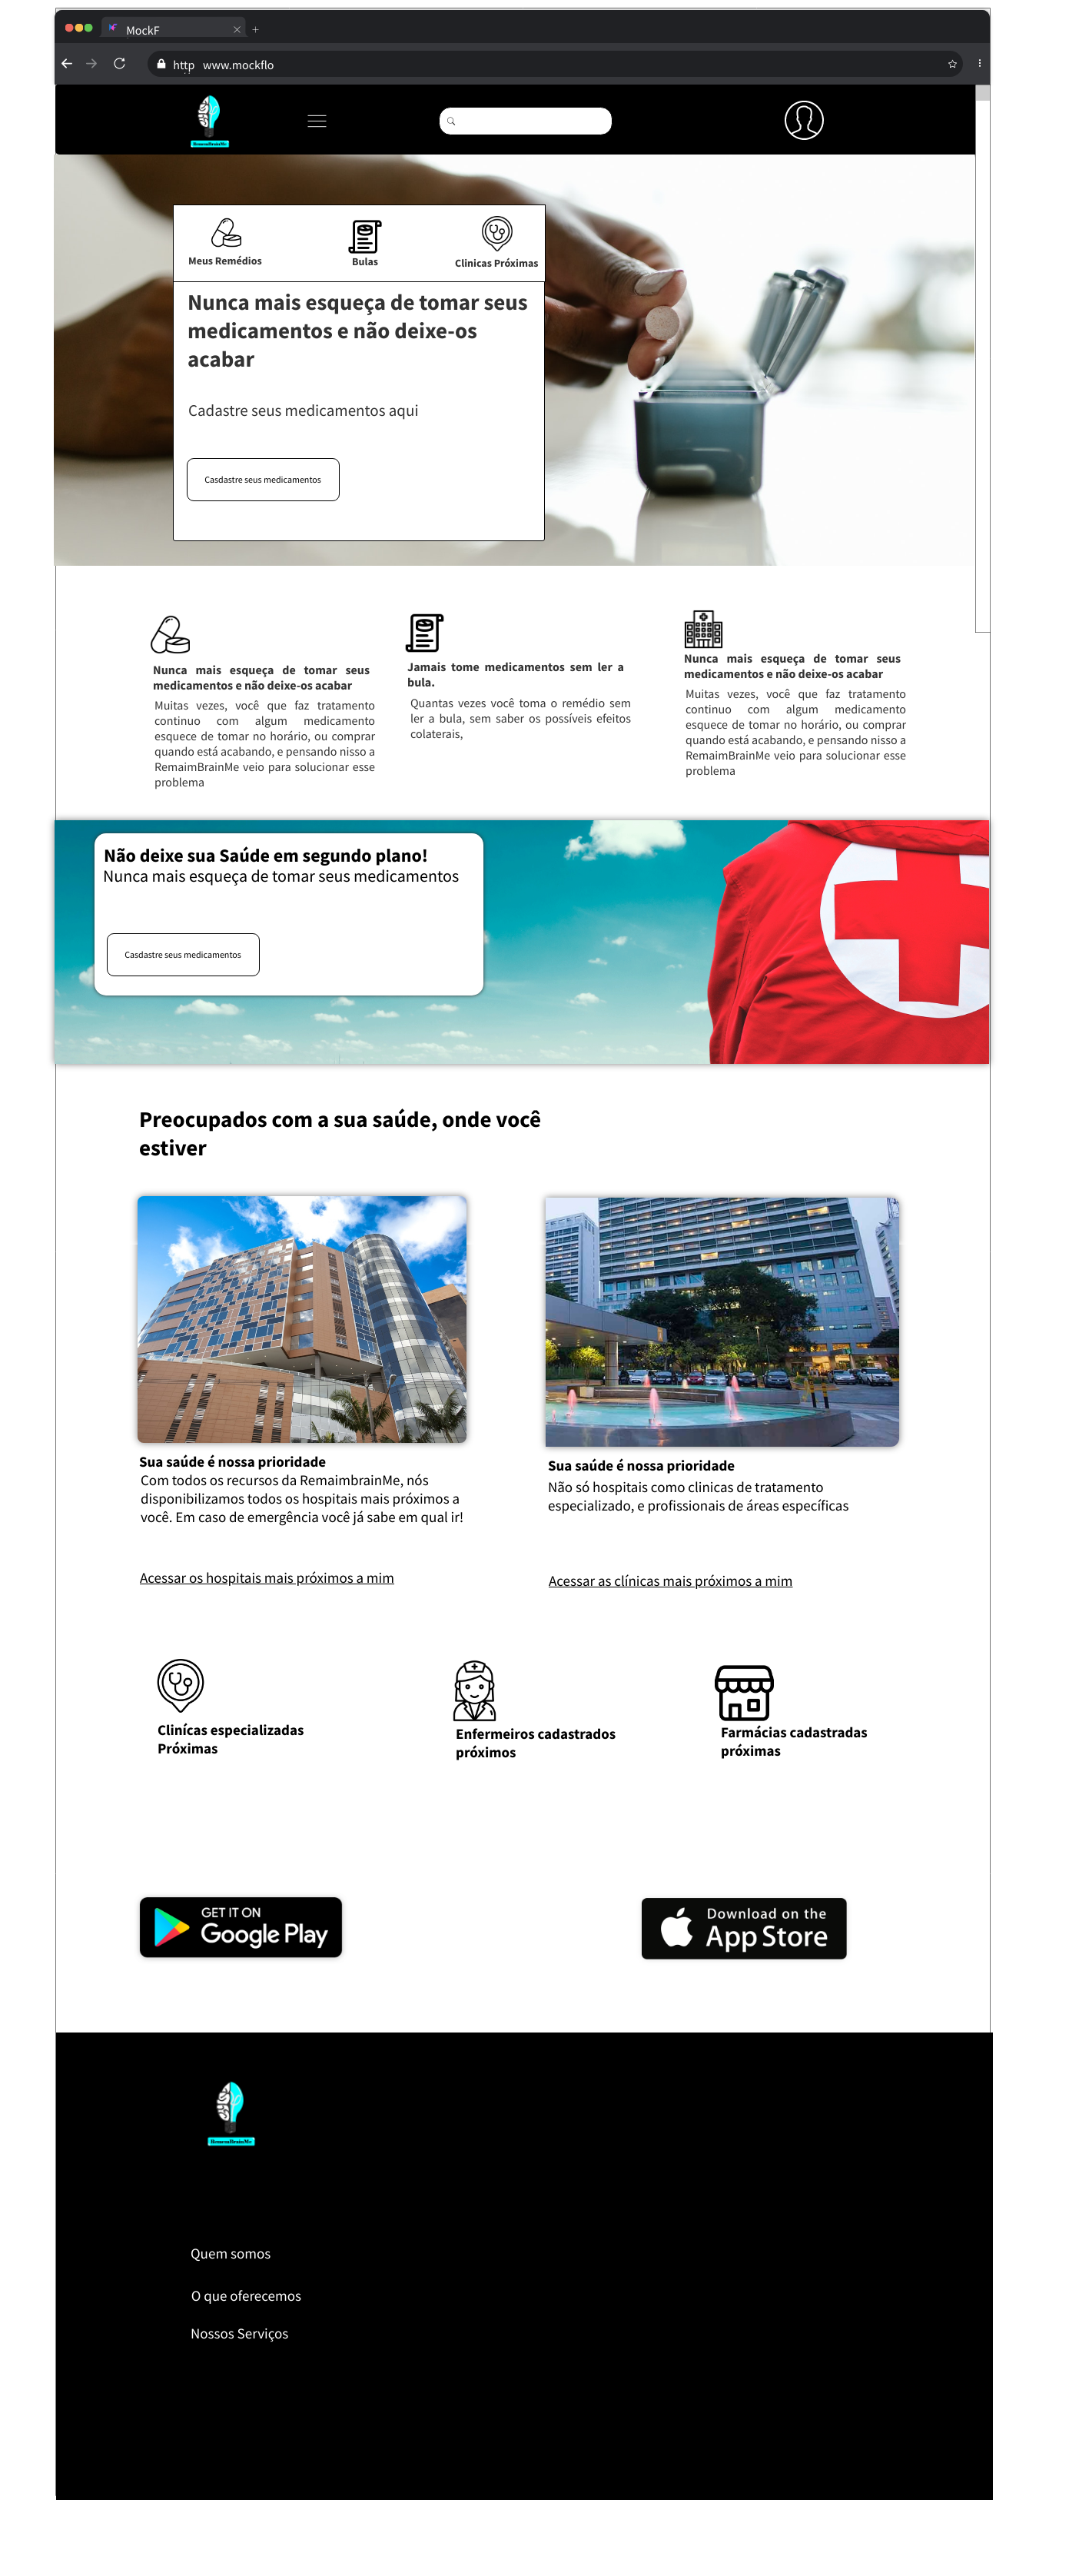 MockF
http www.mockflo
Meus Remédios
Bulas
Clinicas Próximas
Nunca mais esqueça de tomar seus
medicamentos e não deixe-os
acabar
Cadastre seus medicamentos aqui
Casdastre seus medicamentos
Nunca mais esqueça de tomar seus
medicamentos e não deixe-os acabar
Muitas vezes, você que faz tratamento
continuo com algum medicamento
esquece de tomar no horário, ou comprar
quando está acabando, e pensando nisso a
RemaimBrainMe veio para solucionar esse
problema
Jamais tome medicamentos sem ler a
bula.
Quantas vezes você toma o remédio sem
ler a bula, sem saber os possíveis efeitos
colaterais,
Nunca mais esqueça de tomar seus
medicamentos e não deixe-os acabar
Muitas vezes, você que faz tratamento
continuo com algum medicamento
esquece de tomar no horário, ou comprar
quando está acabando, e pensando nisso a
RemaimBrainMe veio para solucionar esse
problema
Não deixe sua Saúde em segundo plano!
Nunca mais esqueça de tomar seus medicamentos
Casdastre seus medicamentos
Preocupados com a sua saúde, onde você
estiver
Sua saúde é nossa prioridade
Com todos os recursos da RemaimbrainMe, nós
disponibilizamos todos os hospitais mais próximos a
você. Em caso de emergência você já sabe em qual ir!
Acessar os hospitais mais próximos a mim
Sua saúde é nossa prioridade
Não só hospitais como clinicas de tratamento
especializado, e profissionais de áreas específicas
Acessar as clínicas mais próximos a mim
Clinícas especializadas
Próximas
Enfermeiros cadastrados
próximos
Farmácias cadastradas
próximas
GET IT ON
Google Play
Download on the
App Store
Quem somos
O que oferecemos
Nossos Serviços